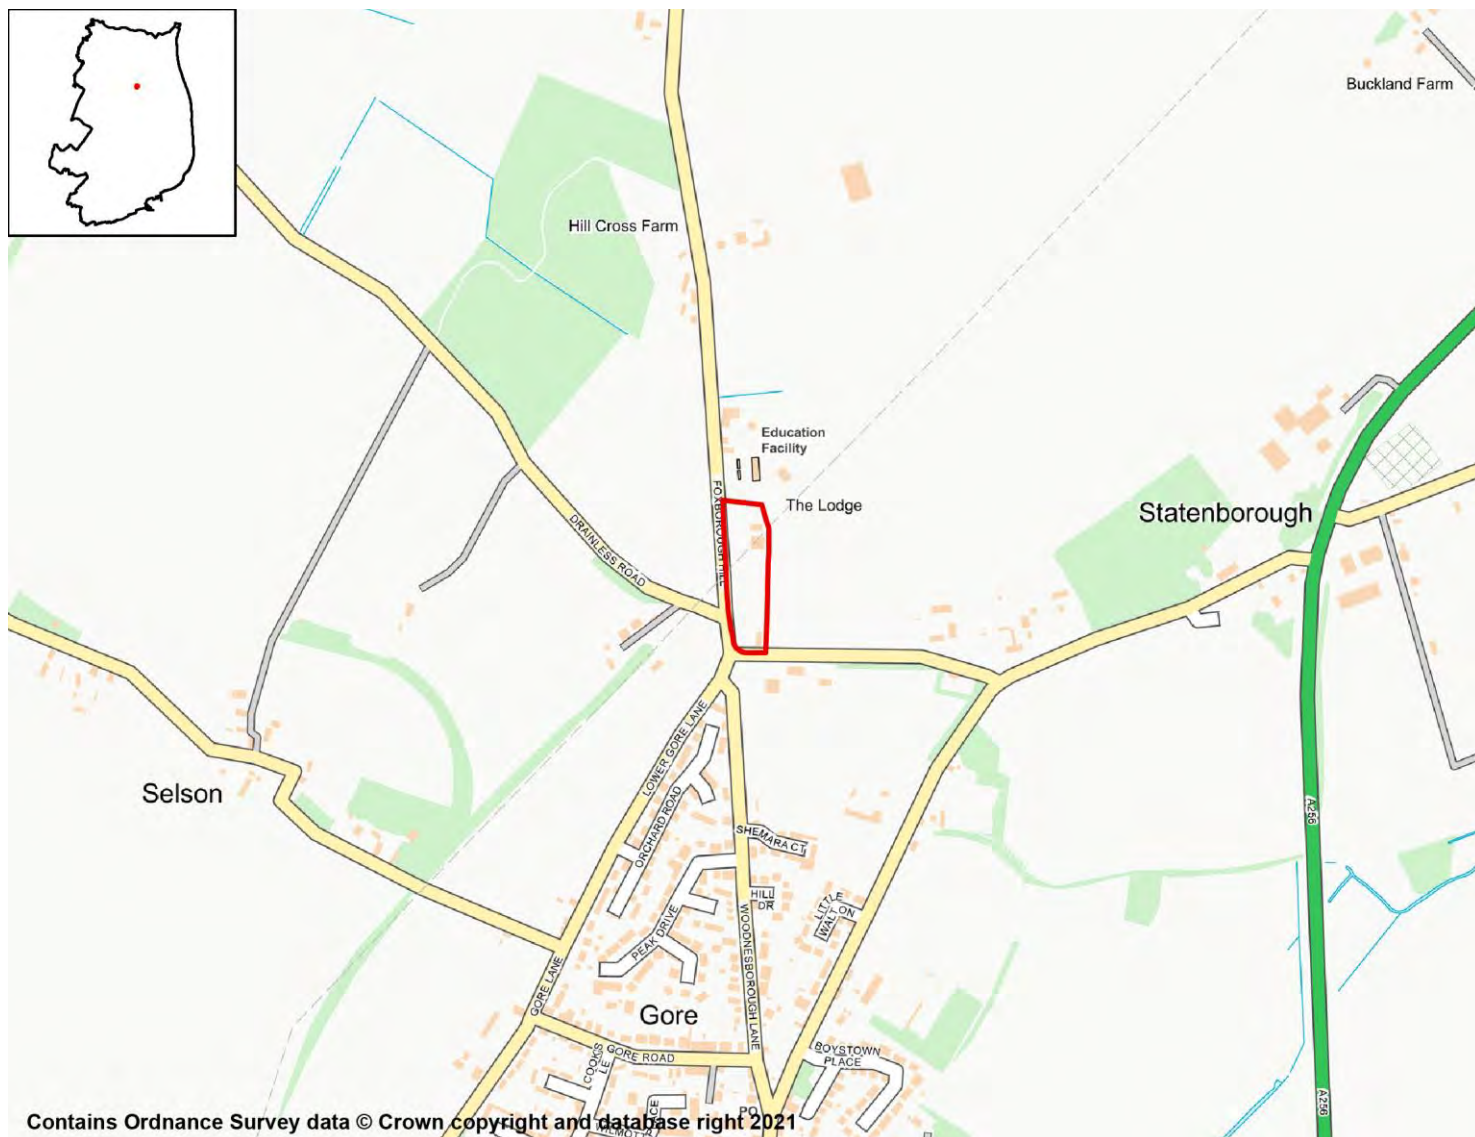 Buckland Farm
Hill Cross Farm
Education
Facility
The Lodge
FOXBOROUGH HILL
Statenborough
DRAINLESS ROAD
Selson
LOWER GORE LANE
ORCHARD ROAD
SHEMARA CT
A256
HILL
DR
LITTLE
WALTON
PEAK DRIVE
WOODNESBOROUGH LANE
GORE LANE
Gore
GORE ROAD
COOKS
LE
BOYSTOWN
PLACE
PO
A256
Contains Ordnance Survey data © Crown copyright and database right 2021